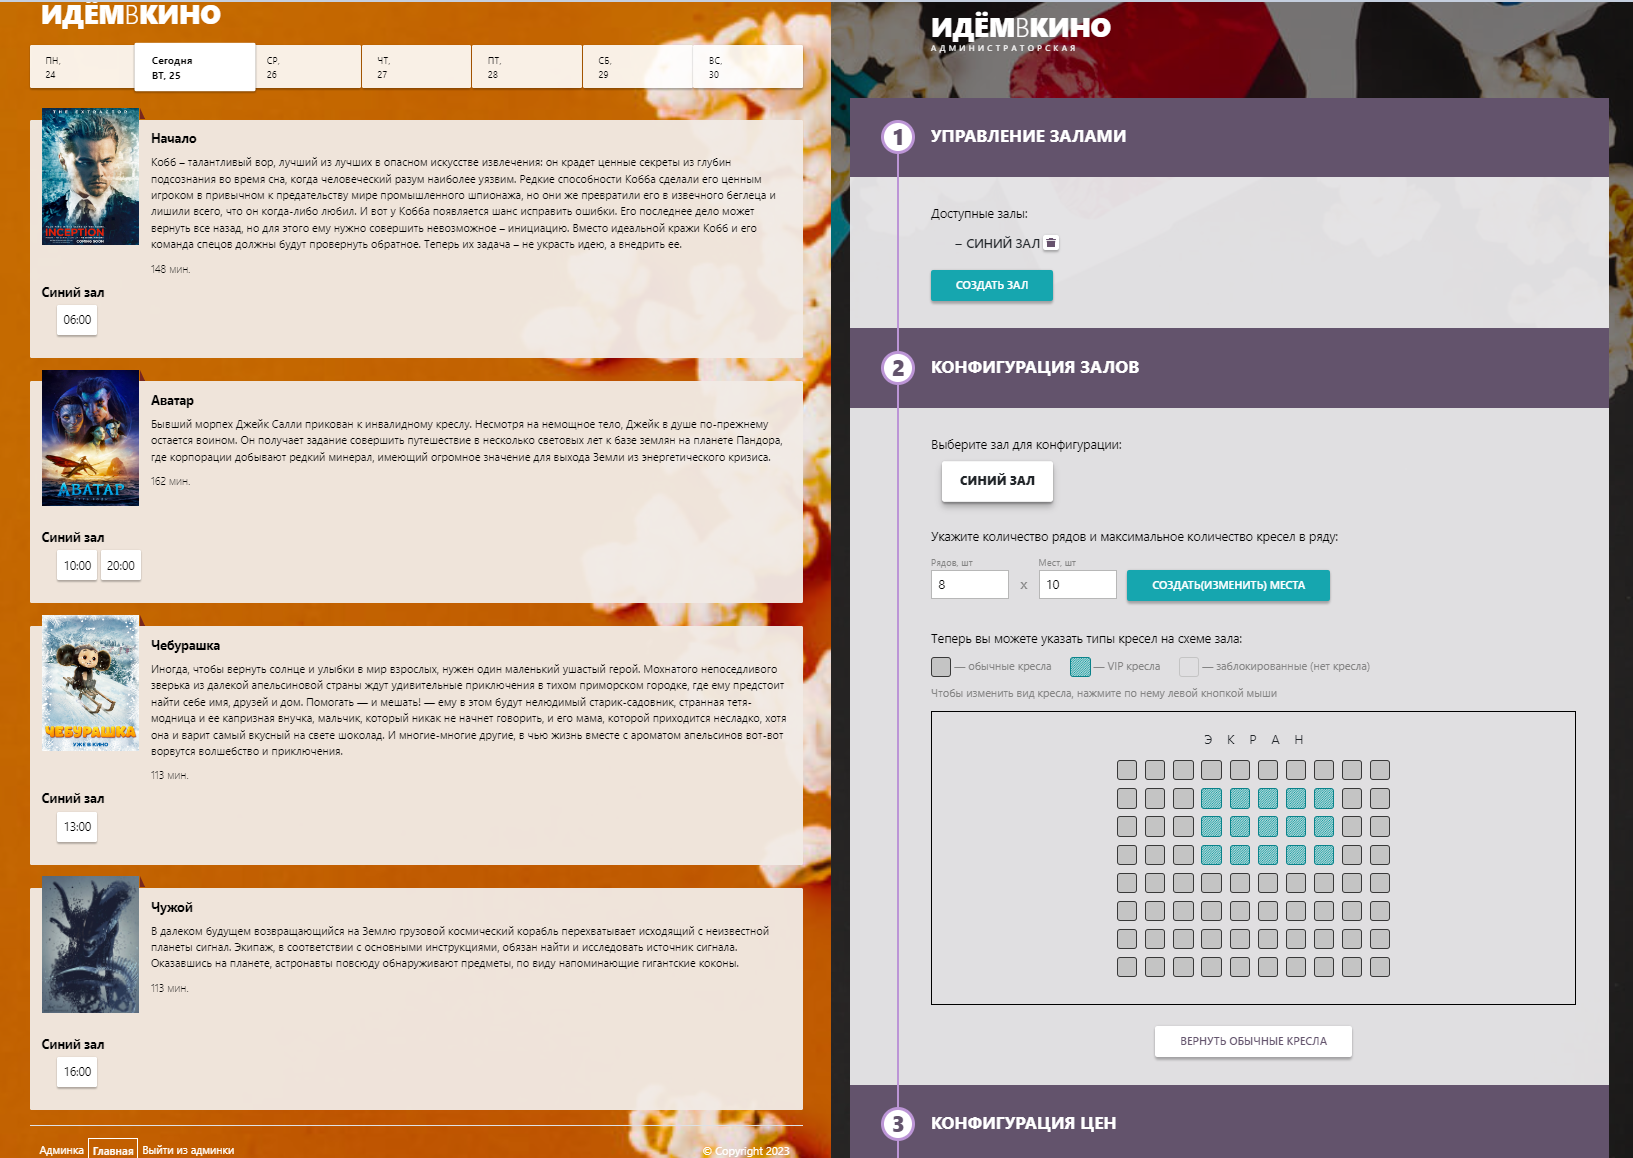 ИДЁМВКИНО
ПН,
24
Сегодня
ВТ, 25
СР,
26
ЧТ,
27
ПТ,
28
СБ,
29
ВС,
30
THE EXTRACTOR
INCEPTION
COMING SOON
Начало
Кобб – талантливый вор, лучший из лучших в опасном искусстве извлечения: он крадет ценные секреты из глубин
подсознания во время сна, когда человеческий разум наиболее уязвим. Редкие способности Кобба сделали его ценным
игроком в привычном к предательству мире промышленного шпионажа, но они же превратили его в извечного беглеца и
лишили всего, что он когда-либо любил. И вот у Кобба появляется шанс исправить ошибки. Его последнее дело может
вернуть все назад, но для этого ему нужно совершить невозможное – инициацию. Вместо идеальной кражи Кобб и его
команда спецов должны будут провернуть обратное. Теперь их задача – не украсть идею, а внедрить ее.
148 мин.
Синий зал
06:00
АВАТАР
Аватар
Бывший морпех Джейк Салли прикован к инвалидному креслу. Несмотря на немощное тело, Джейк в душе по-прежнему
остается воином. Он получает задание совершить путешествие в несколько световых лет к базе землян на планете Пандора,
где корпорации добывают редкий минерал, имеющий огромное значение для выхода Земли из энергетического кризиса.
162 мин.
Синий зал
10:00
20:00
ЧЕБУРАШКА
УЖЕ В КИНО
Чебурашка
Иногда, чтобы вернуть солнце и улыбки в мир взрослых, нужен один маленький ушастый герой. Мохнатого непоседливого
зверька из далекой апельсиновой страны ждут удивительные приключения в тихом приморском городке, где ему предстоит
найти себе имя, друзей и дом. Помогать — и мешать! — ему в этом будут нелюдимый старик-садовник, странная тетя-
модница и ее капризная внучка, мальчик, который никак не начнет говорить, и его мама, которой приходится несладко, хотя
она и варит самый вкусный на свете шоколад. И многие-многие другие, в чью жизнь вместе с ароматом апельсинов вот-вот
ворвутся волшебство и приключения.
113 мин.
Синий зал
13:00
Чужой
В далеком будущем возвращающийся на Землю грузовой космический корабль перехватывает исходящий с неизвестной
планеты сигнал. Экипаж, в соответствии с основными инструкциями, обязан найти и исследовать источник сигнала.
Оказавшись на планете, астронавты повсюду обнаруживают предметы, по виду напоминающие гигантские коконы.
113 мин.
Синий зал
16:00
Админка
Главная
Выйти из админки
© Copyright 2023
ИДЁМВКИНО
АДМИНИСТРАТОРСКАЯ
1
УПРАВЛЕНИЕ ЗАЛАМИ
Доступные залы:
– СИНИЙ ЗАЛ
СОЗДАТЬ ЗАЛ
2
КОНФИГУРАЦИЯ ЗАЛОВ
Выберите зал для конфигурации:
СИНИЙ ЗАЛ
Укажите количество рядов и максимальное количество кресел в ряду:
Рядов, шт
Мест, шт
8
x
10
СОЗДАТЬ(ИЗМЕНИТЬ) МЕСТА
Теперь вы можете указать типы кресел на схеме зала:
— обычные кресла
— VIP кресла
— заблокированные (нет кресла)
Чтобы изменить вид кресла, нажмите по нему левой кнопкой мыши
ЭКРАН
ВЕРНУТЬ ОБЫЧНЫЕ КРЕСЛА
3
КОНФИГУРАЦИЯ ЦЕН